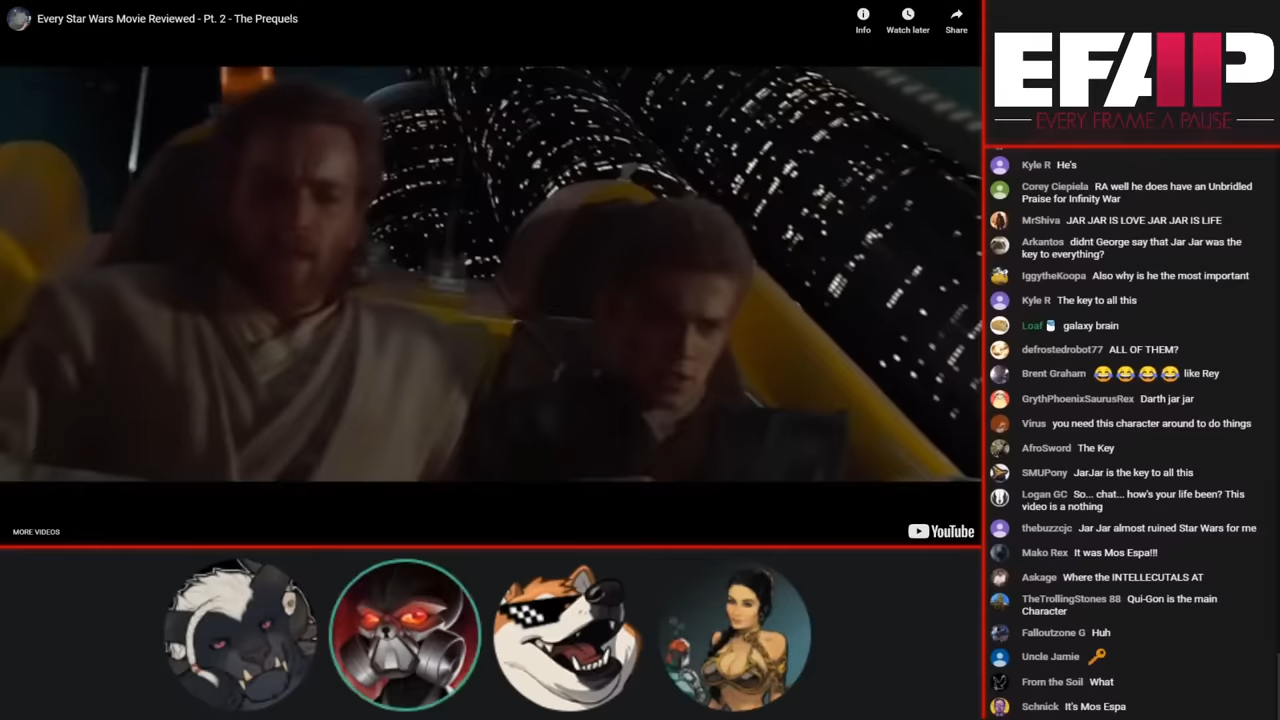 Every Star Wars Movie Reviewed - Pt. 2 - The Prequels
Info
Watch later
Share
MORE VIDEOS
YouTube
EFAP
EVERY FRAME A PAUSE
Kyle R He's
Corey Ciepiela RA well he does have an Unbridled
Praise for Infinity War
MrShiva JAR JAR IS LOVE JAR JAR IS LIFE
Arkantos didnt George say that Jar Jar was the
key to everything?
IggytheKoopa Also why is he the most important
Kyle R The key to all this
Loaf galaxy brain
defrostedrobot77 ALL OF THEM?
Brent Graham 😂😂😂😂 like Rey
GrythPhoenixSaurusRex Darth jar jar
Virus you need this character around to do things
AfroSword The Key
SMUPony JarJar is the key to all this
Logan GC So... chat... how's your life been? This
video is a nothing
thebuzzcjc Jar Jar almost ruined Star Wars for me
Mako Rex It was Mos Espa!!!
Askage Where the INTELLECUTALS AT
TheTrollingStones 88 Qui-Gon is the main
Character
Falloutzone G Huh
Uncle Jamie 🔑
From the Soil What
Schnick It's Mos Espa